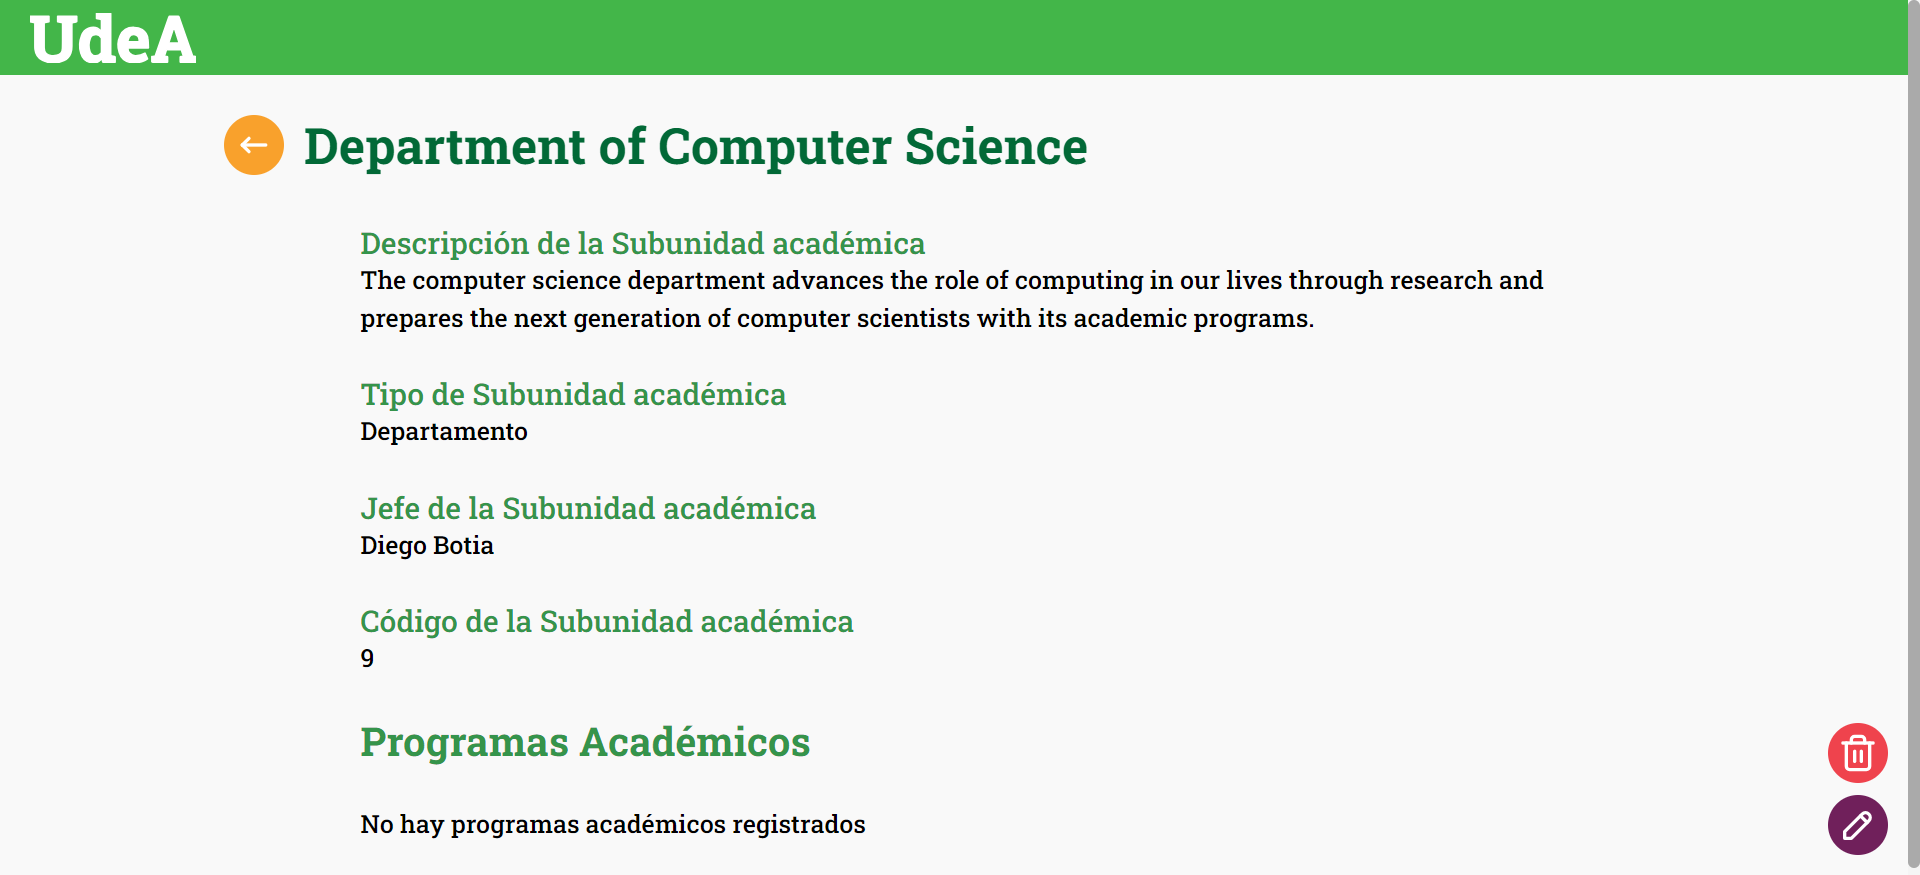 UdeA
Department of Computer Science
Descripción de la Subunidad académica
The computer science department advances the role of computing in our lives through research and
prepares the next generation of computer scientists with its academic programs.
Tipo de Subunidad académica
Departamento
Jefe de la Subunidad académica
Diego Botia
Código de la Subunidad académica
9
Programas Académicos
No hay programas académicos registrados